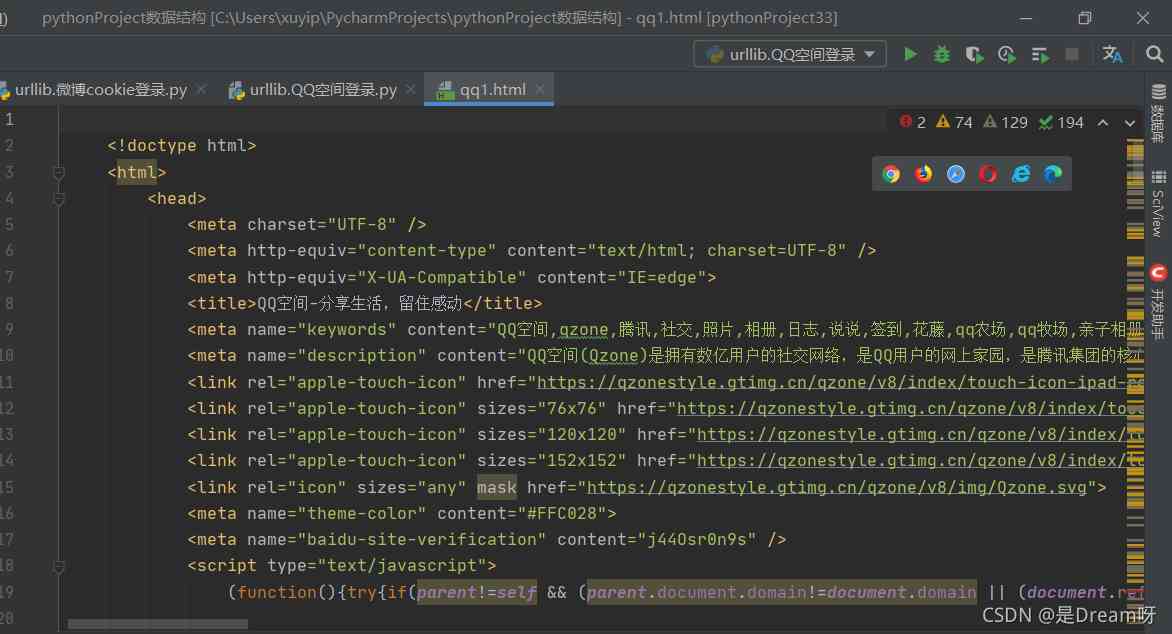 pythonProject数据结构 [C:\Users\xuyip\PycharmProjects\pythonProject数据结构] - qq1.html [pythonProject33]
urllib.QQ空间登录
urllib.微博cookie登录.py
urllib.QQ空间登录.py
qq1.html
2 74 129 194
1
2 <!doctype html>
3 <html>
4 <head>
5 <meta charset="UTF-8" />
6 <meta http-equiv="content-type" content="text/html; charset=UTF-8" />
7 <meta http-equiv="X-UA-Compatible" content="IE=edge">
8 <title>QQ空间-分享生活，留住感动</title>
9 <meta name="keywords" content="QQ空间,qzone,腾讯,社交,照片,相册,日志,说说,签到,花藤,qq农场,qq牧场,亲子相册
10 <meta name="description" content="QQ空间(Qzone)是拥有数亿用户的社交网络，是QQ用户的网上家园，是腾讯集团的核
11 <link rel="apple-touch-icon" href="https://qzonestyle.gtimg.cn/qzone/v8/index/touch-icon-ipad-re
12 <link rel="apple-touch-icon" sizes="76x76" href="https://qzonestyle.gtimg.cn/qzone/v8/index/touc
13 <link rel="apple-touch-icon" sizes="120x120" href="https://qzonestyle.gtimg.cn/qzone/v8/index/t
14 <link rel="apple-touch-icon" sizes="152x152" href="https://qzonestyle.gtimg.cn/qzone/v8/index/t
15 <link rel="icon" sizes="any" mask href="https://qzonestyle.gtimg.cn/qzone/v8/img/Qzone.svg">
16 <meta name="theme-color" content="#FFC028">
17 <meta name="baidu-site-verification" content="j44Osr0n9s" />
18 <script type="text/javascript">
19 (function(){try{if(parent!=self && (parent.document.domain!=document.domain || (document.ref
20
数据库
SciView
开发助手
CSDN @是Dream呀